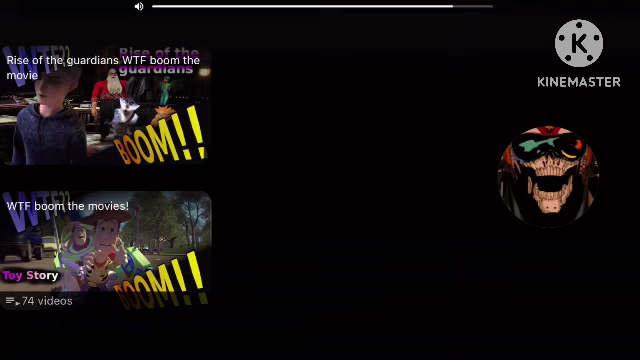 WTF??
Rise of the
guardians
Rise of the guardians WTF boom the
movie
BOOM!!
WTF??
WTF boom the movies!
Toy Story
BOOM!!
74 videos
K
KINEMASTER